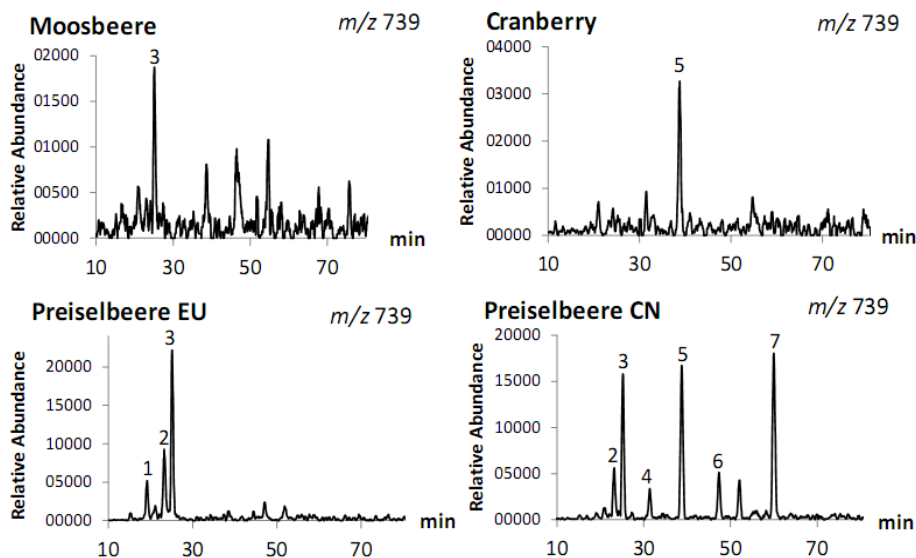 Moosbeere m/z 739
Relative Abundance
02000
01500
01000
00500
00000
3
10 30 50 70 min
Cranberry m/z 739
Relative Abundance
04000
03000
02000
01000
00000
5
10 30 50 70 min
Preiselbeere EU m/z 739
Relative Abundance
20000
15000
10000
05000
00000
1 2 3
10 30 50 70 min
Preiselbeere CN m/z 739
Relative Abundance
20000
15000
10000
05000
00000
2 3 4 5 6 7
10 30 50 70 min